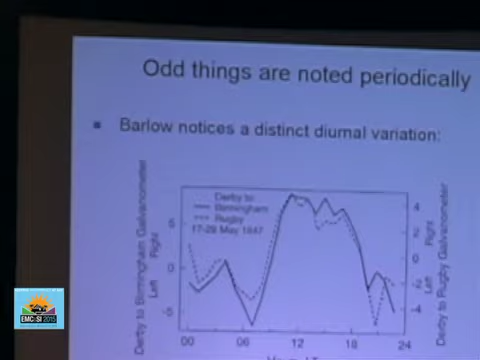 Odd things are noted periodically
Barlow notices a distinct diurnal variation:
Derby to Birmingham Galvanometer
Left Right
6
0
-6
Derby to
Birmingham
Rugby
17-29 May 1847
4
2
0
-2
-4
Left Right
Derby to Rugby Galvanometer
00 06 12 18 24
EMC&SI 2015